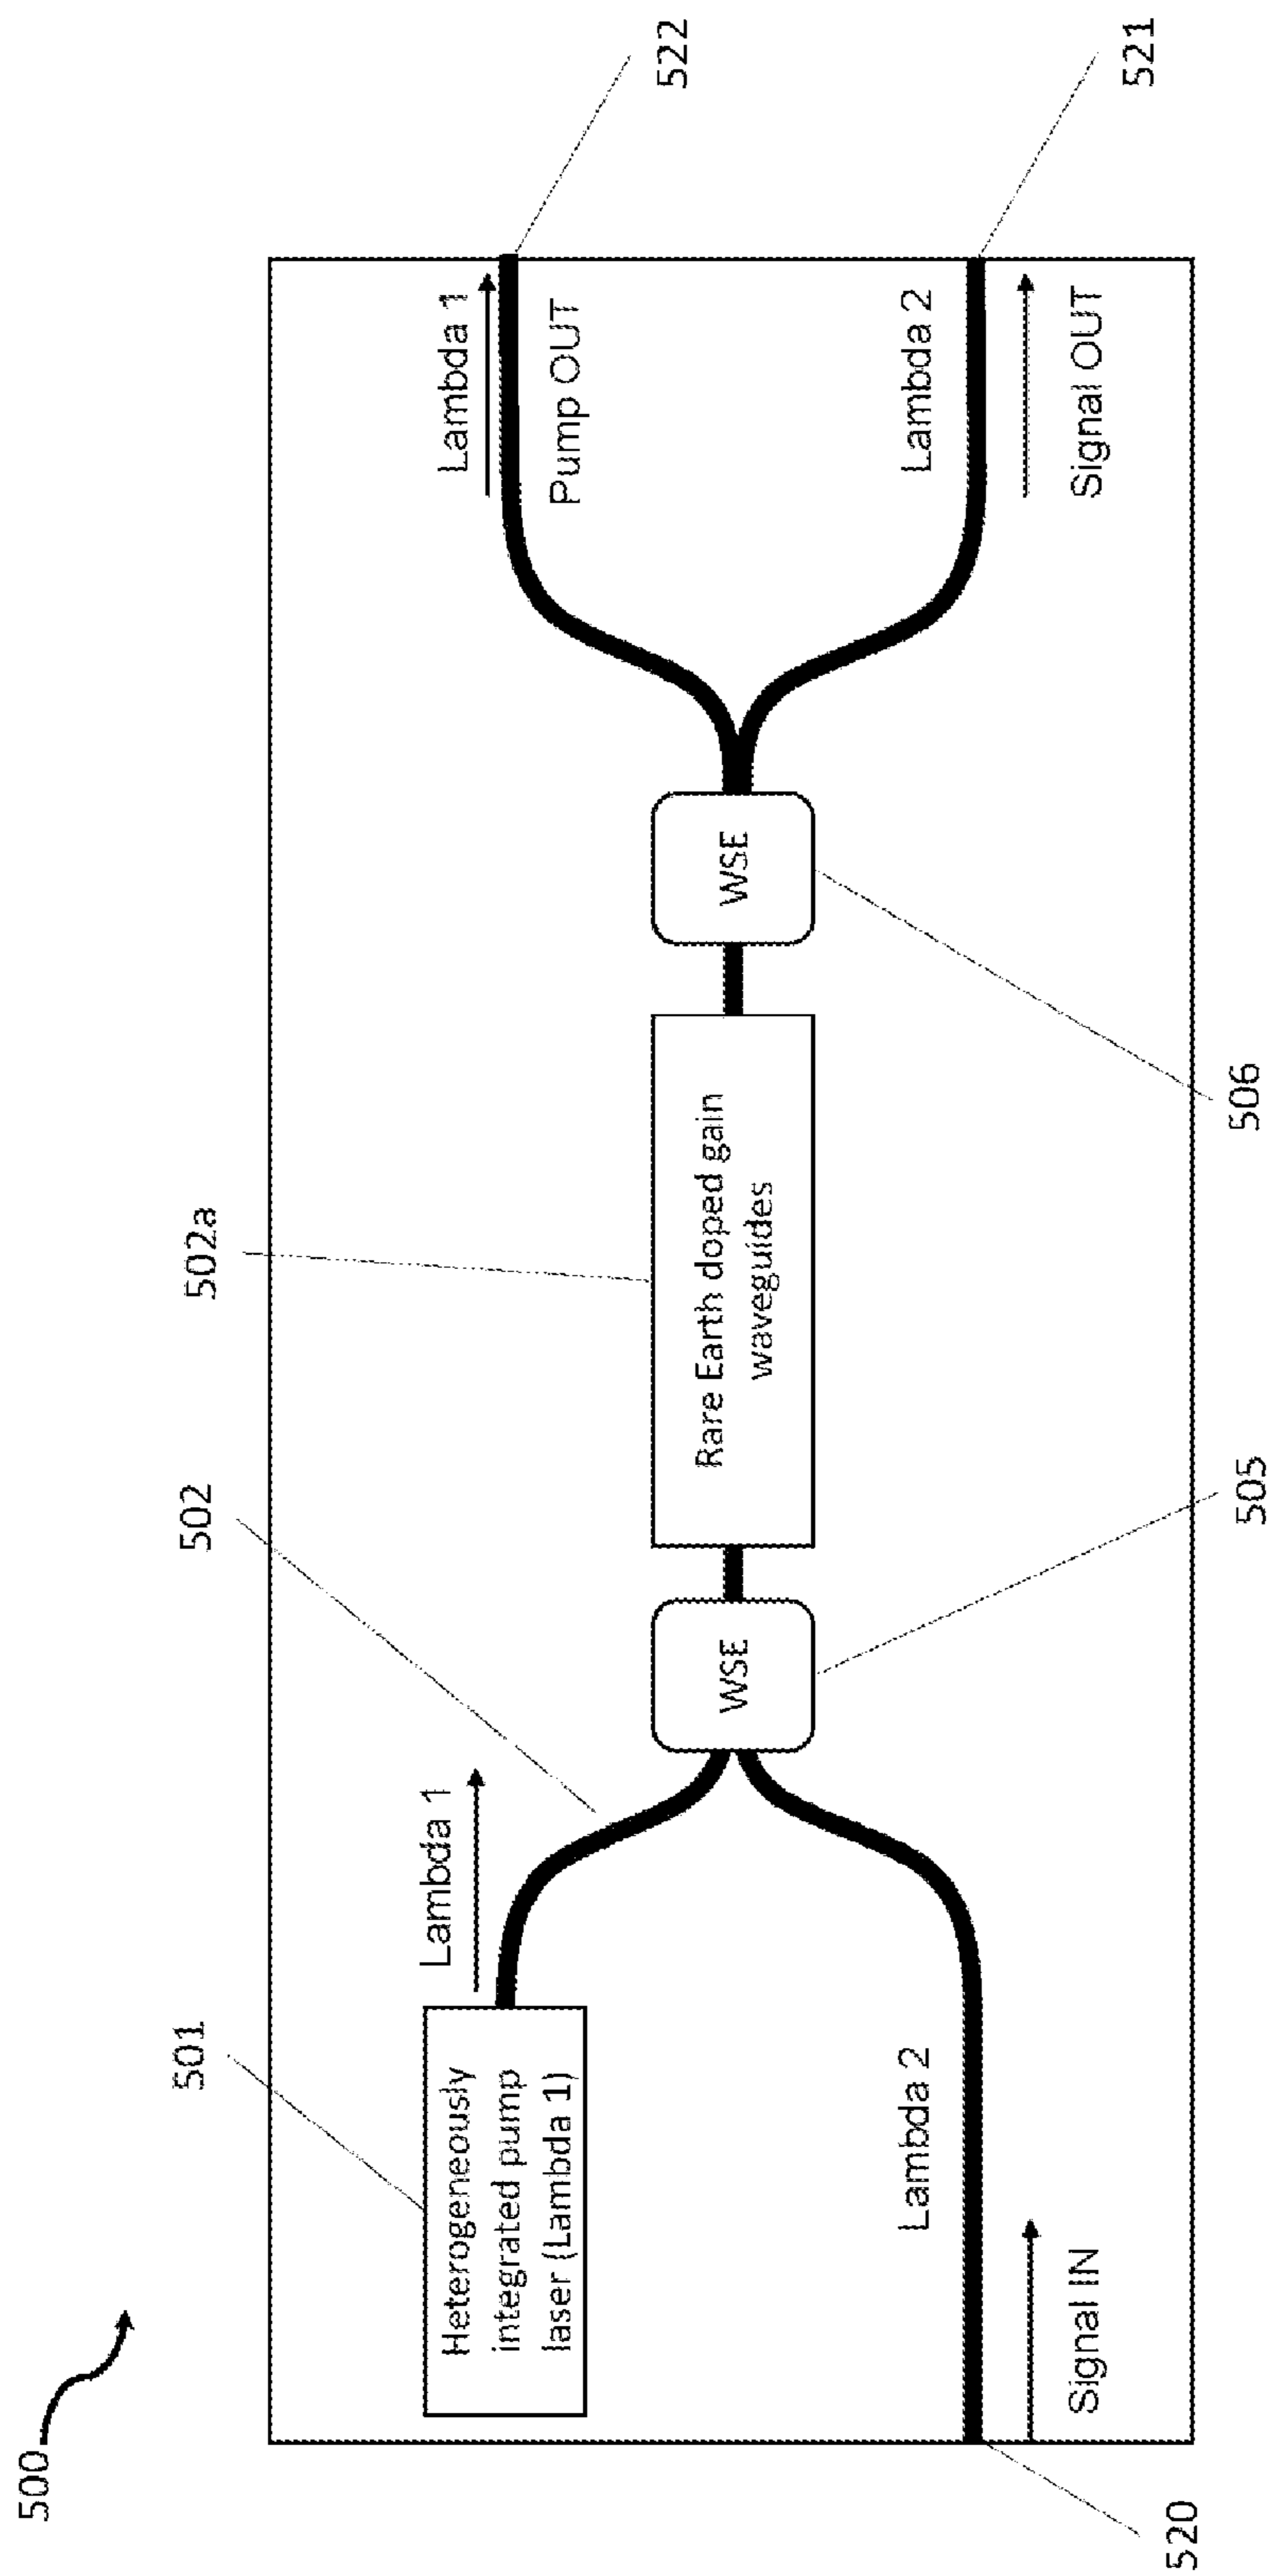 500
501
502
502a
522
Heterogeneously
integrated pump
laser (Lambda 1)
Lambda 1
Lambda 1
Pump OUT
WSE
Rare Earth doped gain
waveguides
WSE
Lambda 2
Signal IN
Lambda 2
Signal OUT
520
505
506
521